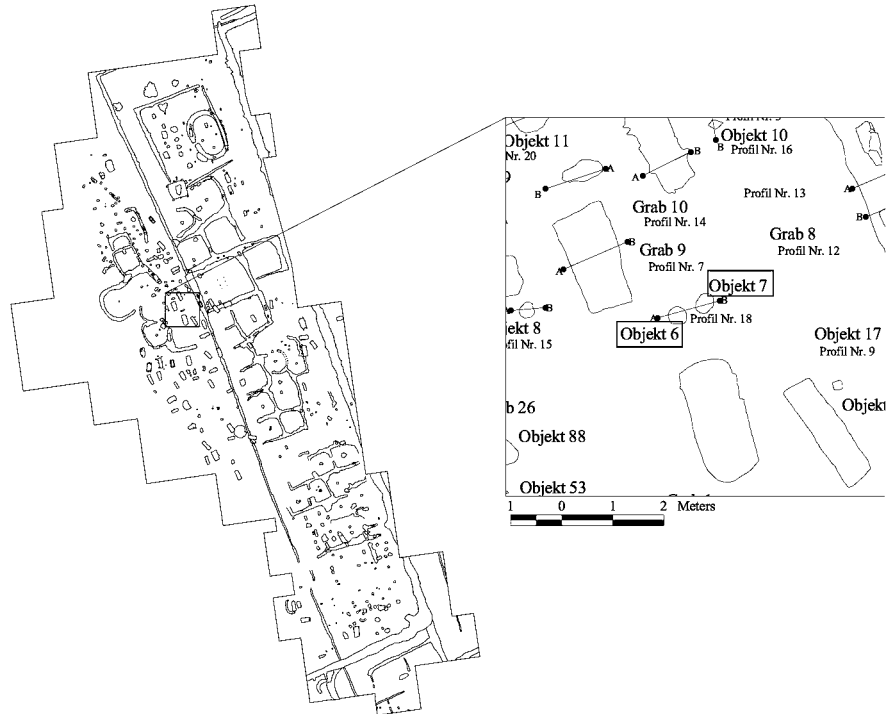 Objekt 11
Nr. 20
Objekt 10
Profil Nr. 16
B
A
B
A
B
A
Profil Nr. 13
A
B
Grab 10
Profil Nr. 14
Grab 8
Profil Nr. 12
Grab 9
Profil Nr. 7
B
A
Objekt 7
B
A
Profil Nr. 18
Objekt 6
B
jekt 8
ofil Nr. 15
Objekt 17
Profil Nr. 9
b 26
Objekt
Objekt 88
Objekt 53
1 0 1 2 Meters